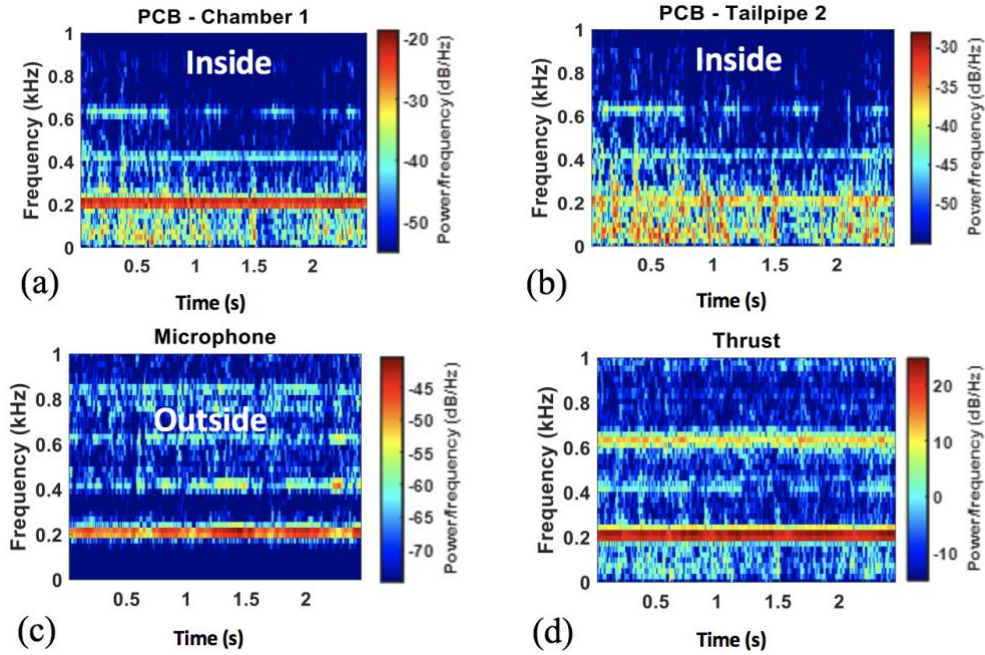 PCB - Chamber 1
Inside
1
0.8
0.6
0.4
0.2
0
Frequency (kHz)
0.5
1
1.5
2
Time (s)
-20
-30
-40
-50
Power/frequency (dB/Hz)
(a)
PCB - Tailpipe 2
Inside
1
0.8
0.6
0.4
0.2
0
Frequency (kHz)
0.5
1
1.5
2
Time (s)
-30
-35
-40
-45
-50
Power/frequency (dB/Hz)
(b)
Microphone
Outside
1
0.8
0.6
0.4
0.2
0
Frequency (kHz)
0.5
1
1.5
2
Time (s)
-45
-50
-55
-60
-65
-70
Power/frequency (dB/Hz)
(c)
Thrust
1
0.8
0.6
0.4
0.2
0
Frequency (kHz)
0.5
1
1.5
2
Time (s)
20
10
0
-10
Power/frequency (dB/Hz)
(d)